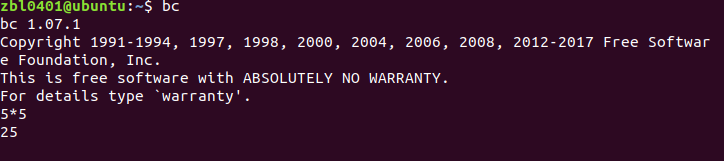 zbl0401@ubuntu:~$ bc
bc 1.07.1
Copyright 1991-1994, 1997, 1998, 2000, 2004, 2006, 2008, 2012-2017 Free Softwar
e Foundation, Inc.
This is free software with ABSOLUTELY NO WARRANTY.
For details type `warranty'.
5*5
25